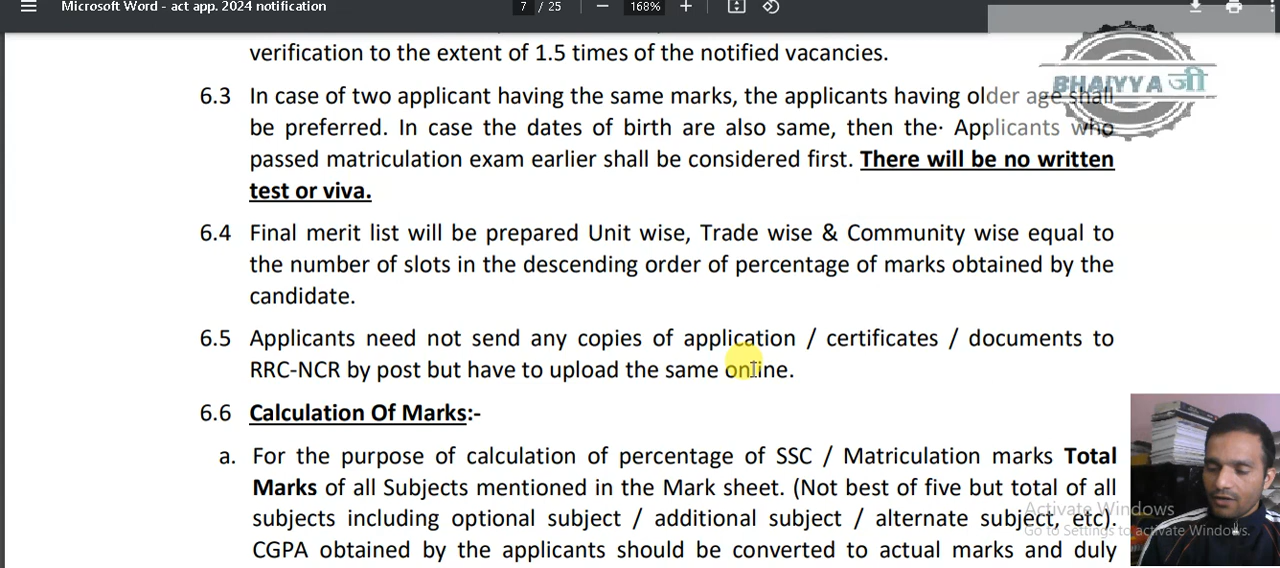 Microsoft Word - act app. 2024 notification
7 / 25
168%
verification to the extent of 1.5 times of the notified vacancies.
BHAIYYA जी
6.3 In case of two applicant having the same marks, the applicants having older age shall
be preferred. In case the dates of birth are also same, then the· Applicants who
passed matriculation exam earlier shall be considered first. There will be no written
test or viva.
6.4 Final merit list will be prepared Unit wise, Trade wise & Community wise equal to
the number of slots in the descending order of percentage of marks obtained by the
candidate.
6.5 Applicants need not send any copies of application / certificates / documents to
RRC-NCR by post but have to upload the same online.
6.6 Calculation Of Marks:-
a. For the purpose of calculation of percentage of SSC / Matriculation marks Total
Marks of all Subjects mentioned in the Mark sheet. (Not best of five but total of all
subjects including optional subject / additional subject / alternate subject, etc).
CGPA obtained by the applicants should be converted to actual marks and duly
Activate Windows
Go to Settings to activate Windows.